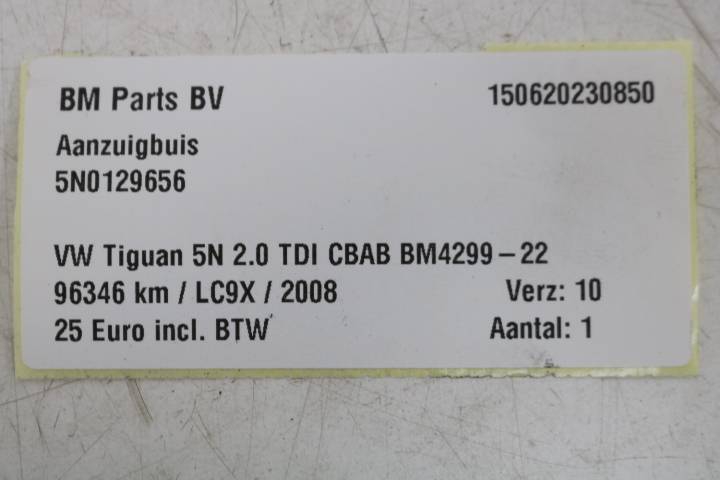 BM Parts BV 150620230850
Aanzuigbuis
5N0129656
VW Tiguan 5N 2.0 TDI CBAB BM4299-22
96346 km / LC9X / 2008 Verz: 10
25 Euro incl. BTW Aantal: 1